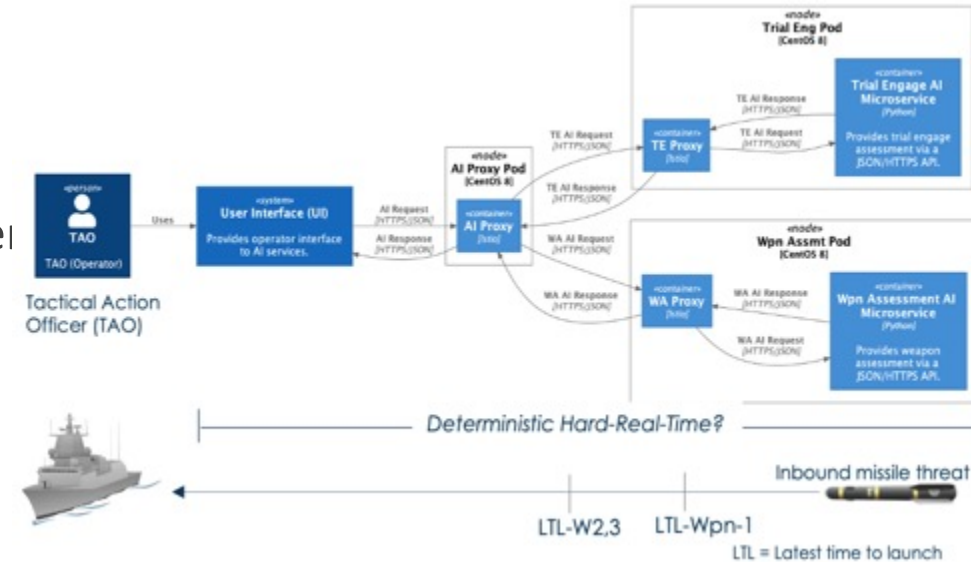 «node»
Trial Eng Pod
[CentOS 8]
«container»
Trial Engage AI
Microservice
[Python]
Provides trial engage
assessment via a
JSON/HTTPS API.
TE AI Response
[HTTPS/JSON]
TE AI Request
[HTTPS/JSON]
«container»
TE Proxy
[Istio]
TE AI Request
[HTTPS/JSON]
TE AI Response
[HTTPS/JSON]
«node»
AI Proxy Pod
[CentOS 8]
«container»
AI Proxy
[Istio]
«person»
TAO
TAO (Operator)
Uses
«system»
User Interface (UI)
Provides operator interface
to AI services.
AI Request
[HTTPS/JSON]
AI Response
[HTTPS/JSON]
WA AI Request
[HTTPS/JSON]
WA AI Response
[HTTPS/JSON]
«node»
Wpn Assmt Pod
[CentOS 8]
«container»
WA Proxy
[Istio]
WA AI Response
[HTTPS/JSON]
WA AI Request
[HTTPS/JSON]
«container»
Wpn Assessment AI
Microservice
[Python]
Provides weapon
assessment via a
JSON/HTTPS API.
Tactical Action
Officer (TAO)
Deterministic Hard-Real-Time?
Inbound missile threat
LTL-W2,3
LTL-Wpn-1
LTL = Latest time to launch